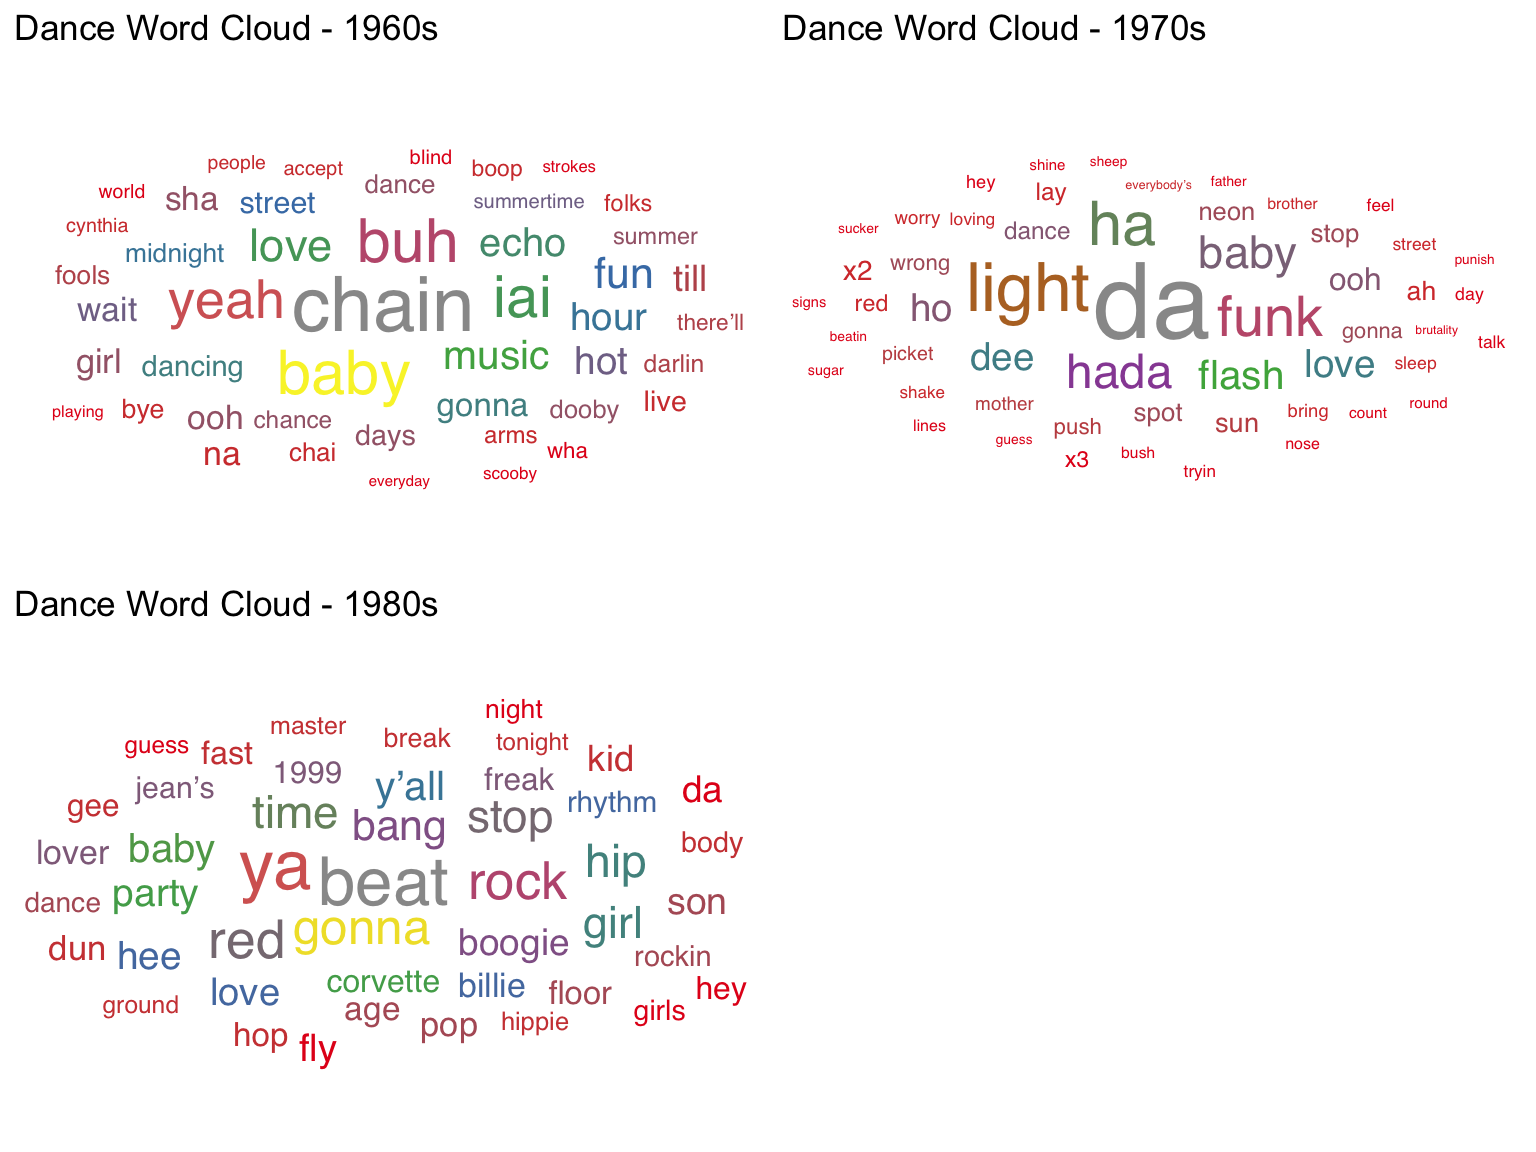 Dance Word Cloud - 1960s
people accept blind boop strokes
world sha street dance summertime folks
cynthia midnight love buh echo summer
fools wait yeah chain iai fun till
hour there’ll
girl dancing baby music hot darlin
playing bye ooh chance days gonna dooby live
na chai arms wha
everyday scooby
Dance Word Cloud - 1970s
shine sheep
hey lay everybody's father
sucker worry loving dance ha neon brother feel
x2 wrong light da baby stop street
ooh punish
signs red ho funk ah day
beatin gonna brutality talk
sugar picket dee hada flash love sleep
shake mother push spot sun bring count round
lines guess x3 bush tryin nose
Dance Word Cloud - 1980s
night
guess fast master break tonight kid
gee jean’s 1999 y’all freak rhythm da
time bang stop
lover baby ya beat rock hip body
dance party girl son
dun hee red gonna boogie rockin
ground love corvette billie floor girls hey
age pop hippie
hop fly